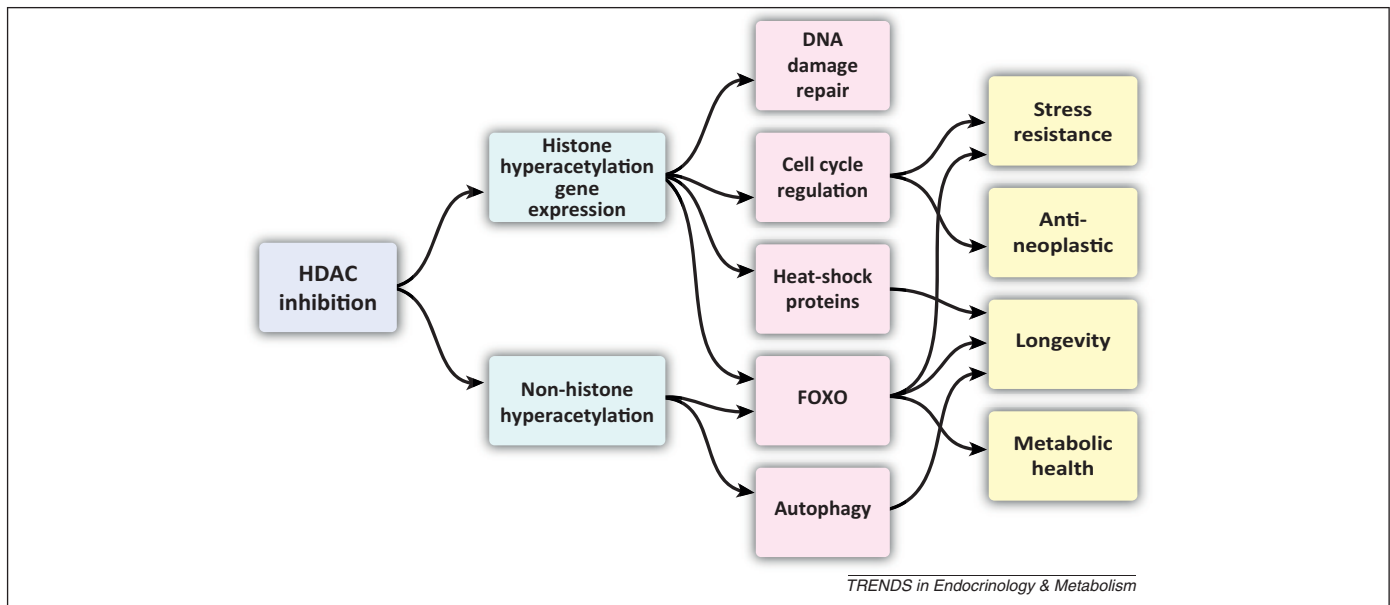 HDAC
inhibition
Histone
hyperacetylation
gene
expression
Non-histone
hyperacetylation
DNA
damage
repair
Cell cycle
regulation
Heat-shock
proteins
FOXO
Autophagy
Stress
resistance
Anti-
neoplastic
Longevity
Metabolic
health
TRENDS in Endocrinology & Metabolism